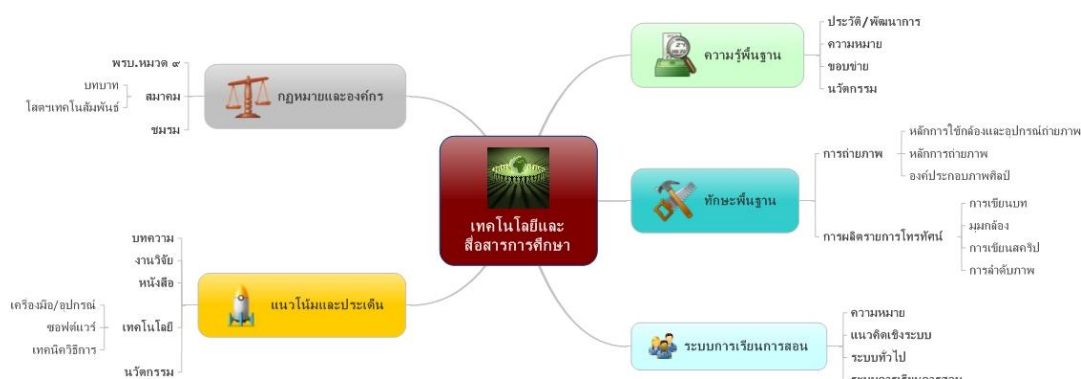 เทคโนโลยีและ
สื่อสารการศึกษา
ความรู้พื้นฐาน
ประวัติ/พัฒนาการ
ความหมาย
ขอบข่าย
นวัตกรรม
ทักษะพื้นฐาน
การถ่ายภาพ
หลักการใช้กล้องและอุปกรณ์ถ่ายภาพ
หลักการถ่ายภาพ
องค์ประกอบภาพศิลป์
การผลิตรายการโทรทัศน์
การเขียนบท
มุมกล้อง
การเขียนสคริป
การลำดับภาพ
ระบบการเรียนการสอน
ความหมาย
แนวคิดเชิงระบบ
ระบบทั่วไป
ระบบการเรียนการสอน
กฎหมายและองค์กร
พรบ.หมวด ๙
สมาคม
บทบาท
โสตฯเทคโนสัมพันธ์
ชมรม
แนวโน้มและประเด็น
บทความ
งานวิจัย
หนังสือ
เทคโนโลยี
เครื่องมือ/อุปกรณ์
ซอฟต์แวร์
เทคนิควิธีการ
นวัตกรรม